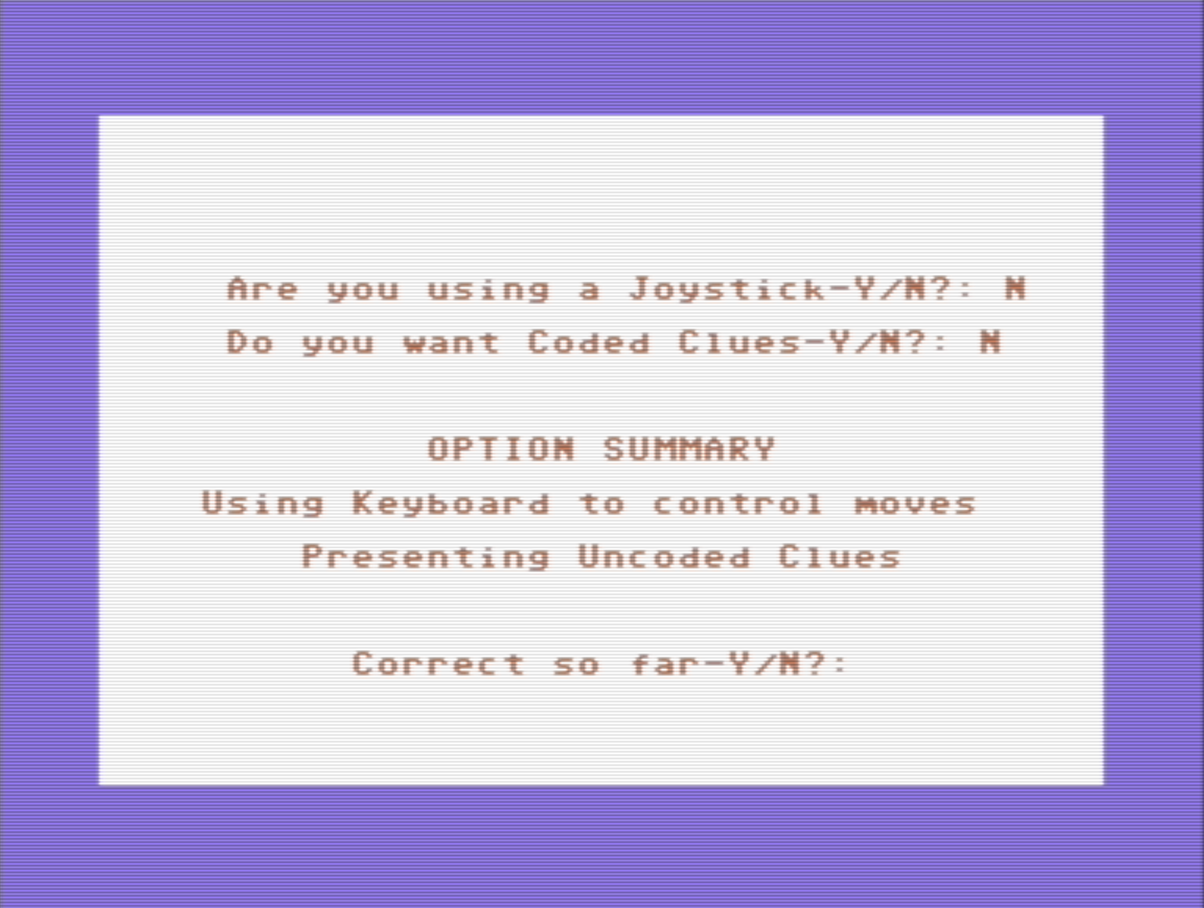 Are you using a Joystick-Y/N?: N
Do you want Coded Clues-Y/N?: N
OPTION SUMMARY
Using Keyboard to control moves
Presenting Uncoded Clues
Correct so far-Y/N?: